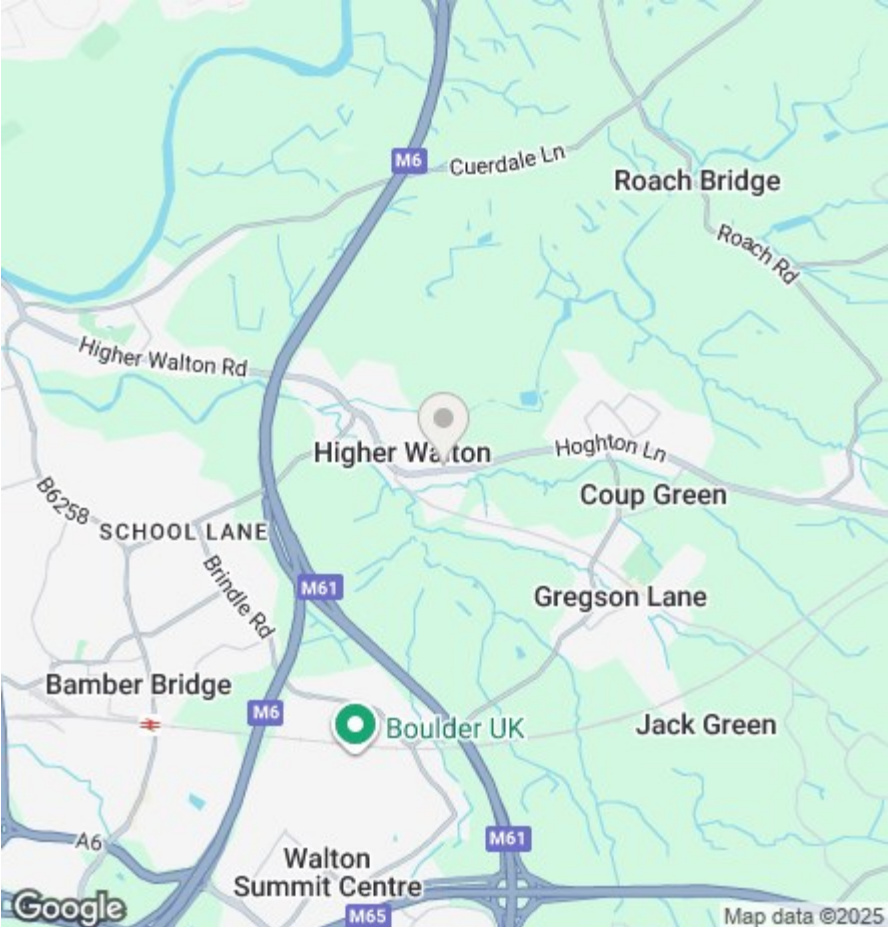 M6
Cuerdale Ln
Roach Bridge
Roach Rd
Higher Walton Rd
Higher Walton
Hoghton Ln
Coup Green
B6258
SCHOOL LANE
Brindle Rd
M61
Gregson Lane
Bamber Bridge
M6
Boulder UK
Jack Green
A6
M61
Walton
Summit Centre
Google
M65
Map data ©2025